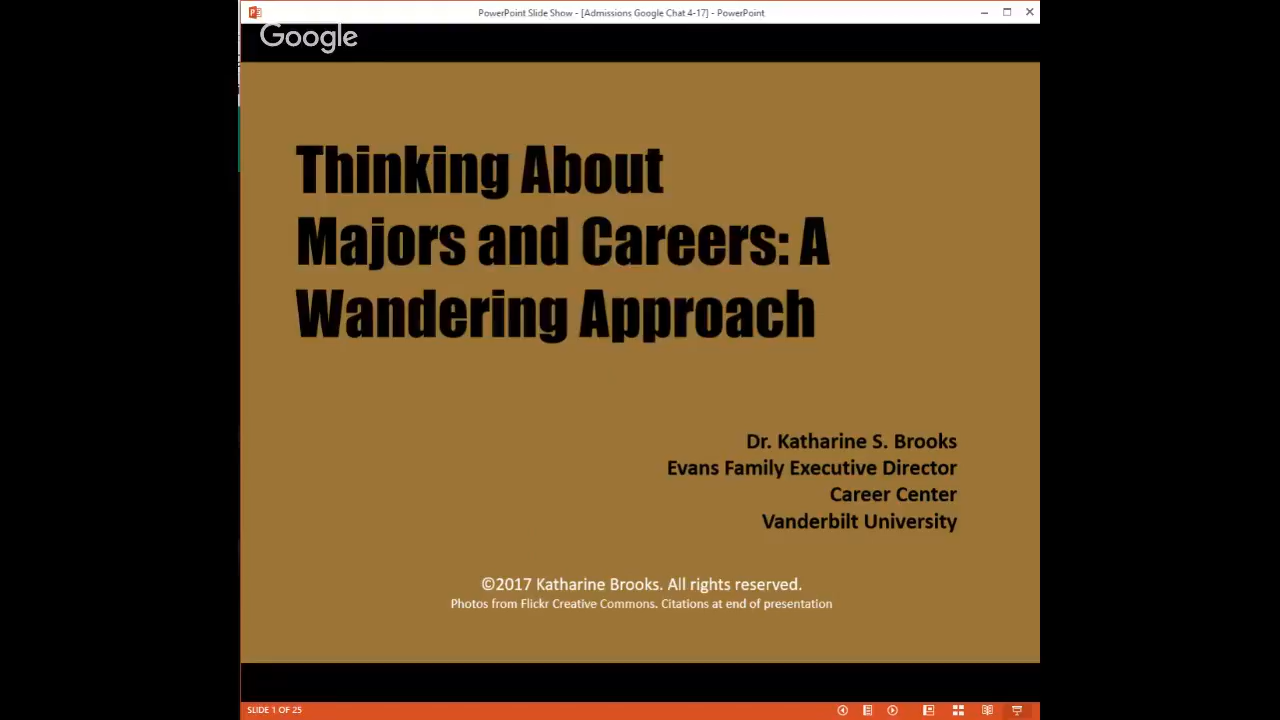 PowerPoint Slide Show - [Admissions Google Chat 4-17] - PowerPoint
Google
Thinking About
Majors and Careers: A
Wandering Approach
Dr. Katharine S. Brooks
Evans Family Executive Director
Career Center
Vanderbilt University
©2017 Katharine Brooks. All rights reserved.
Photos from Flickr Creative Commons. Citations at end of presentation
SLIDE 1 OF 25